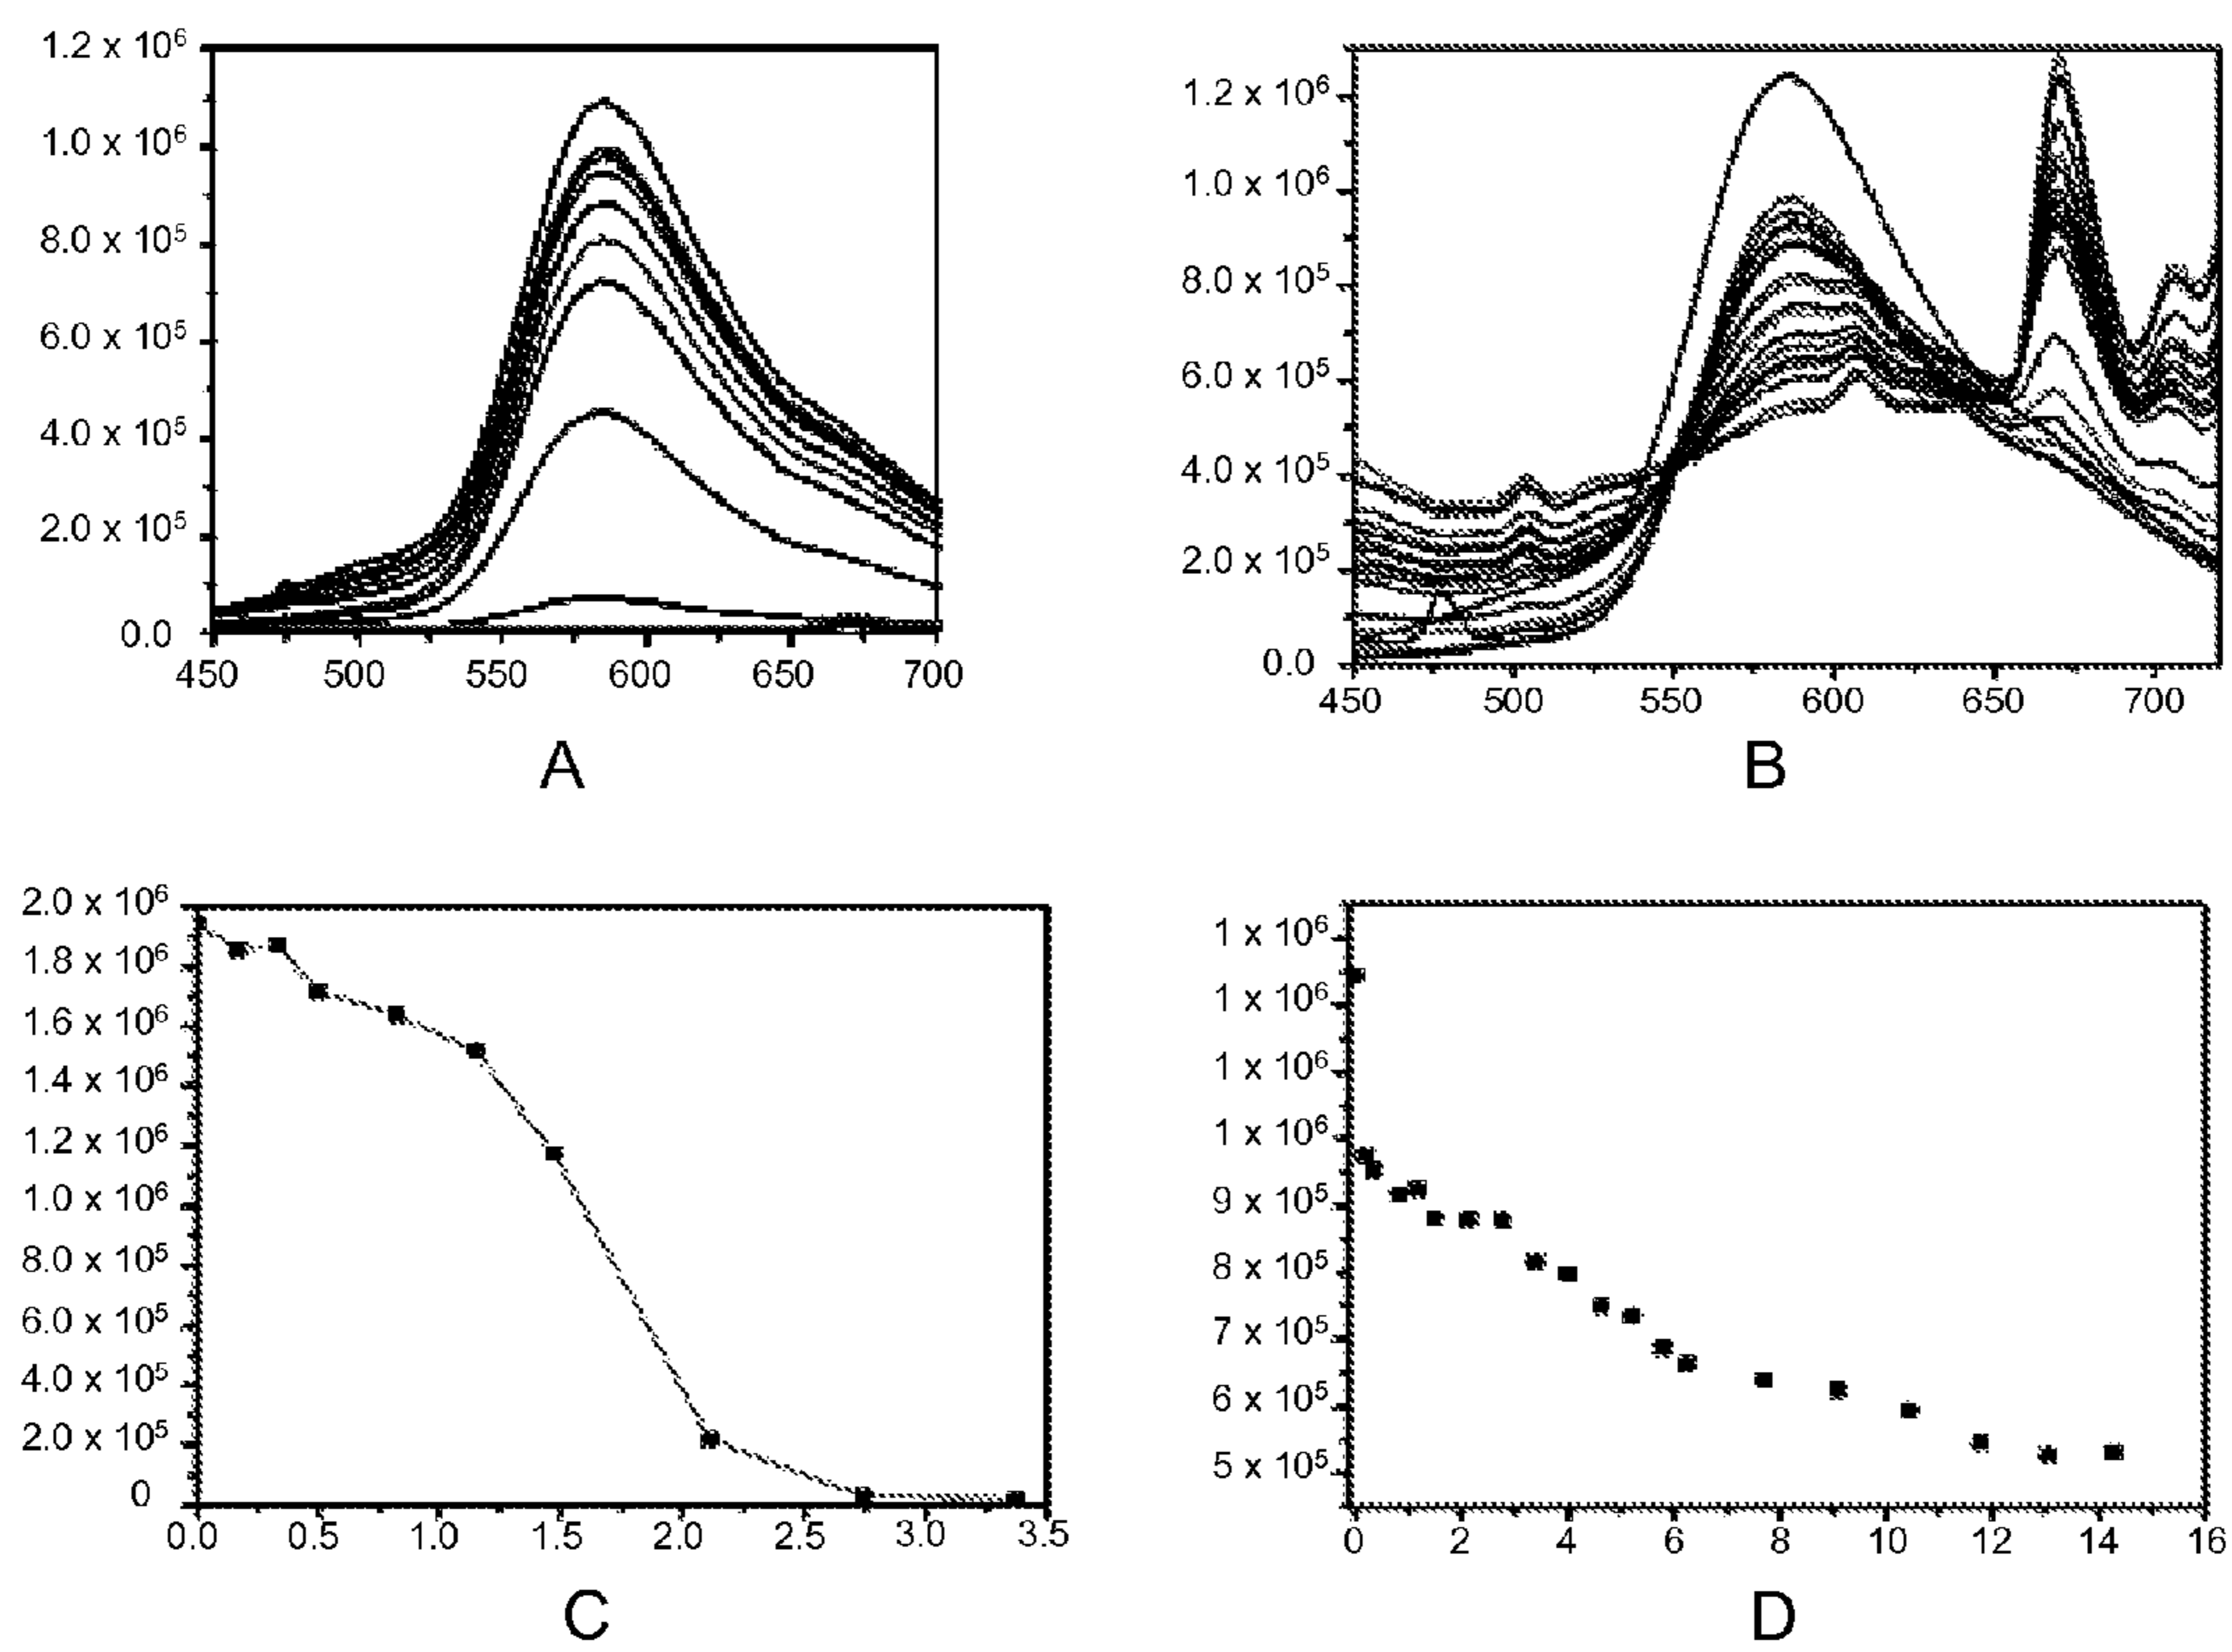 1.2 x 10⁶
1.0 x 10⁶
8.0 x 10⁵
6.0 x 10⁵
4.0 x 10⁵
2.0 x 10⁵
0.0
450 500 550 600 650 700
A
1.2 x 10⁶
1.0 x 10⁶
8.0 x 10⁵
6.0 x 10⁵
4.0 x 10⁵
2.0 x 10⁵
0.0
450 500 550 600 650 700
B
2.0 x 10⁶
1.8 x 10⁶
1.6 x 10⁶
1.4 x 10⁶
1.2 x 10⁶
1.0 x 10⁶
8.0 x 10⁵
6.0 x 10⁵
4.0 x 10⁵
2.0 x 10⁵
0
0.0 0.5 1.0 1.5 2.0 2.5 3.0 3.5
C
1 x 10⁶
1 x 10�6
1 x 10⁶
1 x 10⁶
9 x 10⁵
8 x 10⁵
7 x 10⁵
6 x 10⁵
5 x 10⁵
0 2 4 6 8 10 12 14 16
D